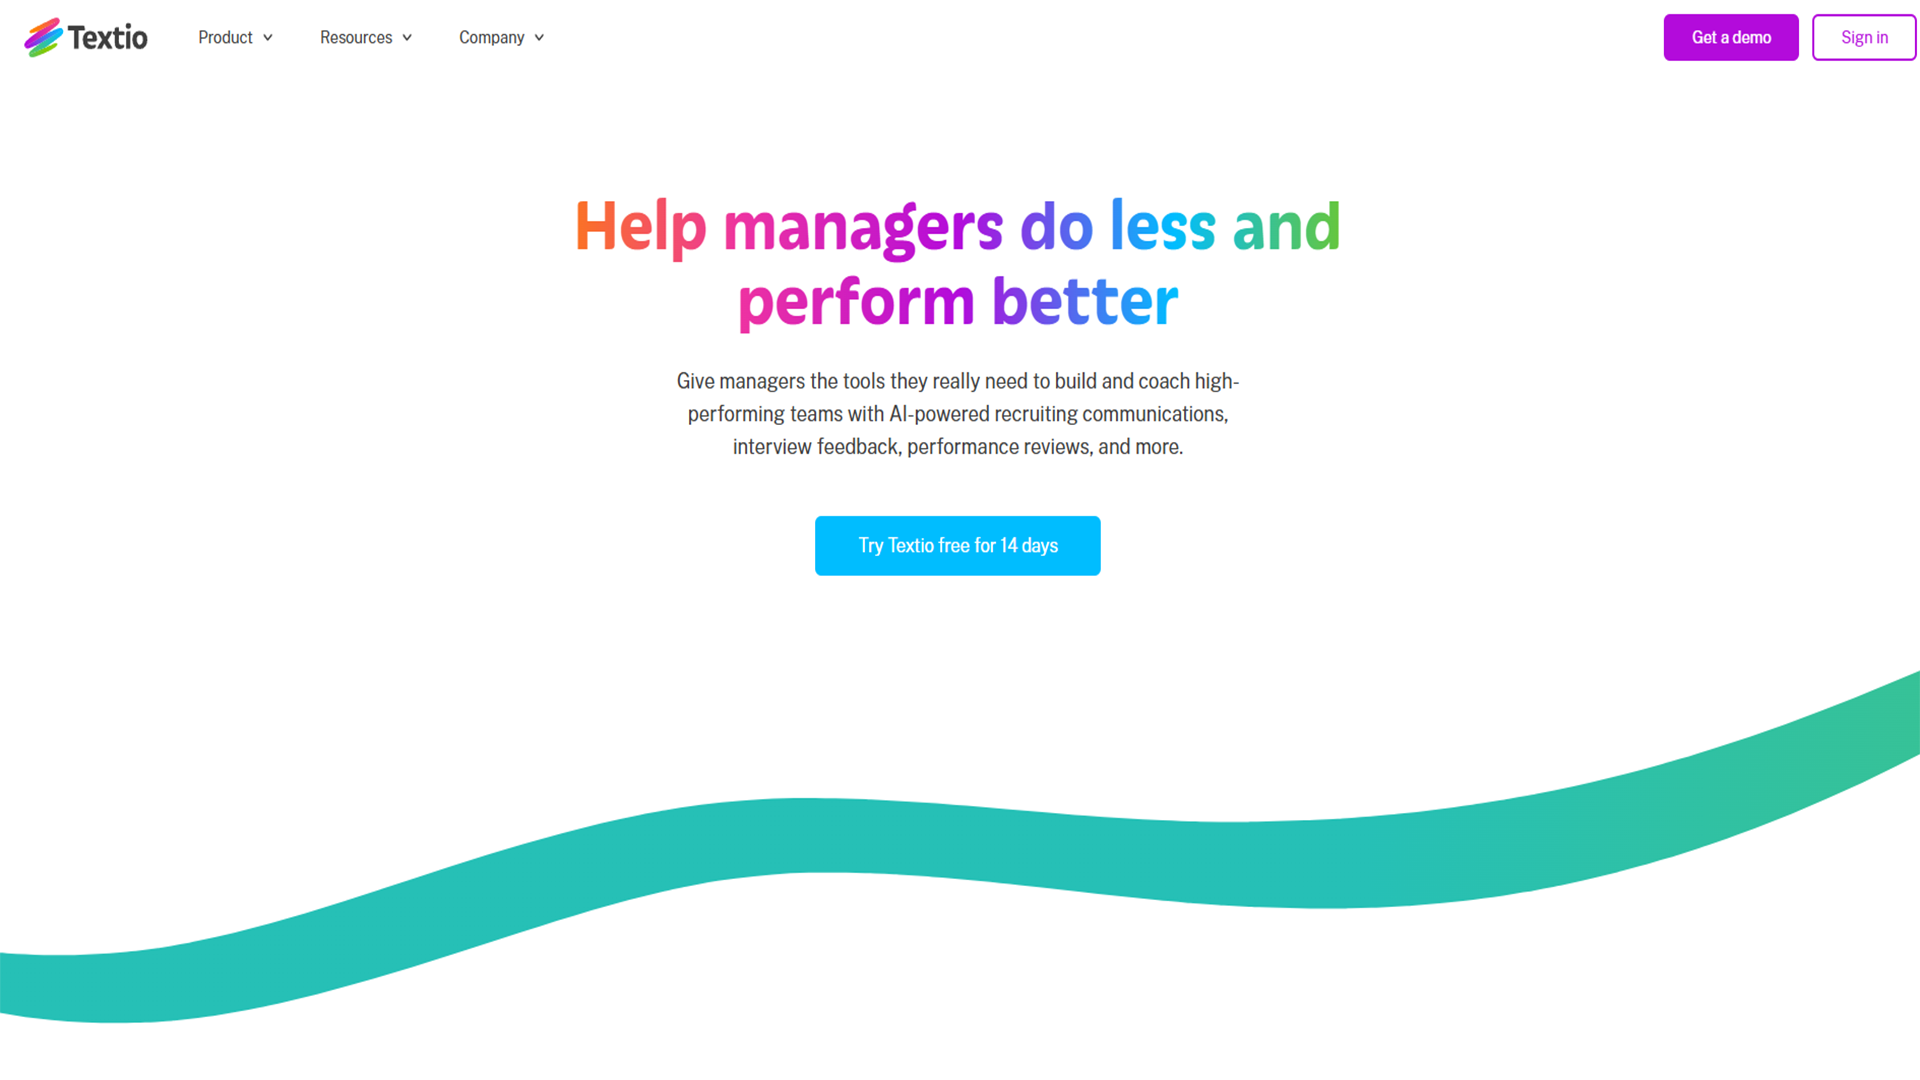 Textio
Product
Resources
Company
Get a demo
Sign in
Help managers do less and
perform better
Give managers the tools they really need to build and coach high-
performing teams with AI-powered recruiting communications,
interview feedback, performance reviews, and more.
Try Textio free for 14 days